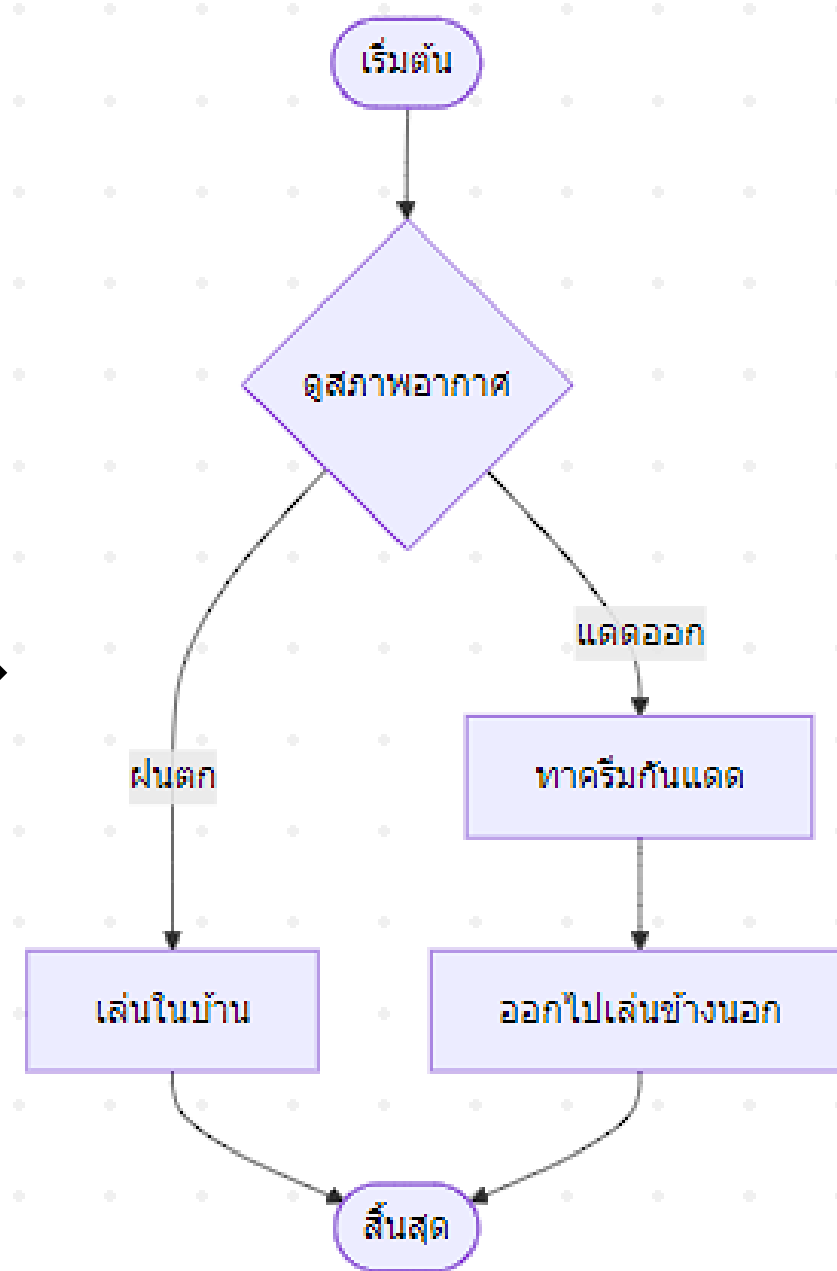 เริ่มต้น
ดูสภาพอากาศ
แดดออก
ฝนตก
ทาครีมกันแดด
เล่นในบ้าน
ออกไปเล่นข้างนอก
สิ้นสุด